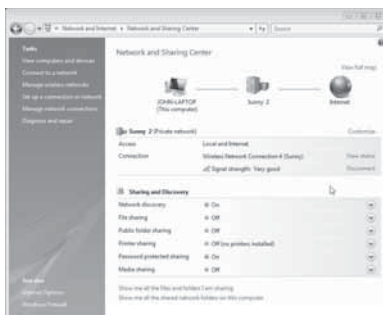 Network and Internet ▸ Network and Sharing Center
Search
Tasks
View computers and devices
Connect to a network
Manage wireless networks
Set up a connection or network
Manage network connections
Diagnose and repair
See also
Internet Options
Windows Firewall
Network and Sharing Center
View full map
JOHN-LAPTOP
(This computer)
Sunny 2
Internet
Sunny 2 (Private network)
Customize
Access
Local and Internet
Connection
Wireless Network Connection 4 (Sunny)
View status
Signal strength: Very good
Disconnect
Sharing and Discovery
Network discovery
On
File sharing
Off
Public folder sharing
Off
Printer sharing
Off (no printers installed)
Password protected sharing
On
Media sharing
Off
Show me all the files and folders I am sharing
Show me all the shared network folders on this computer